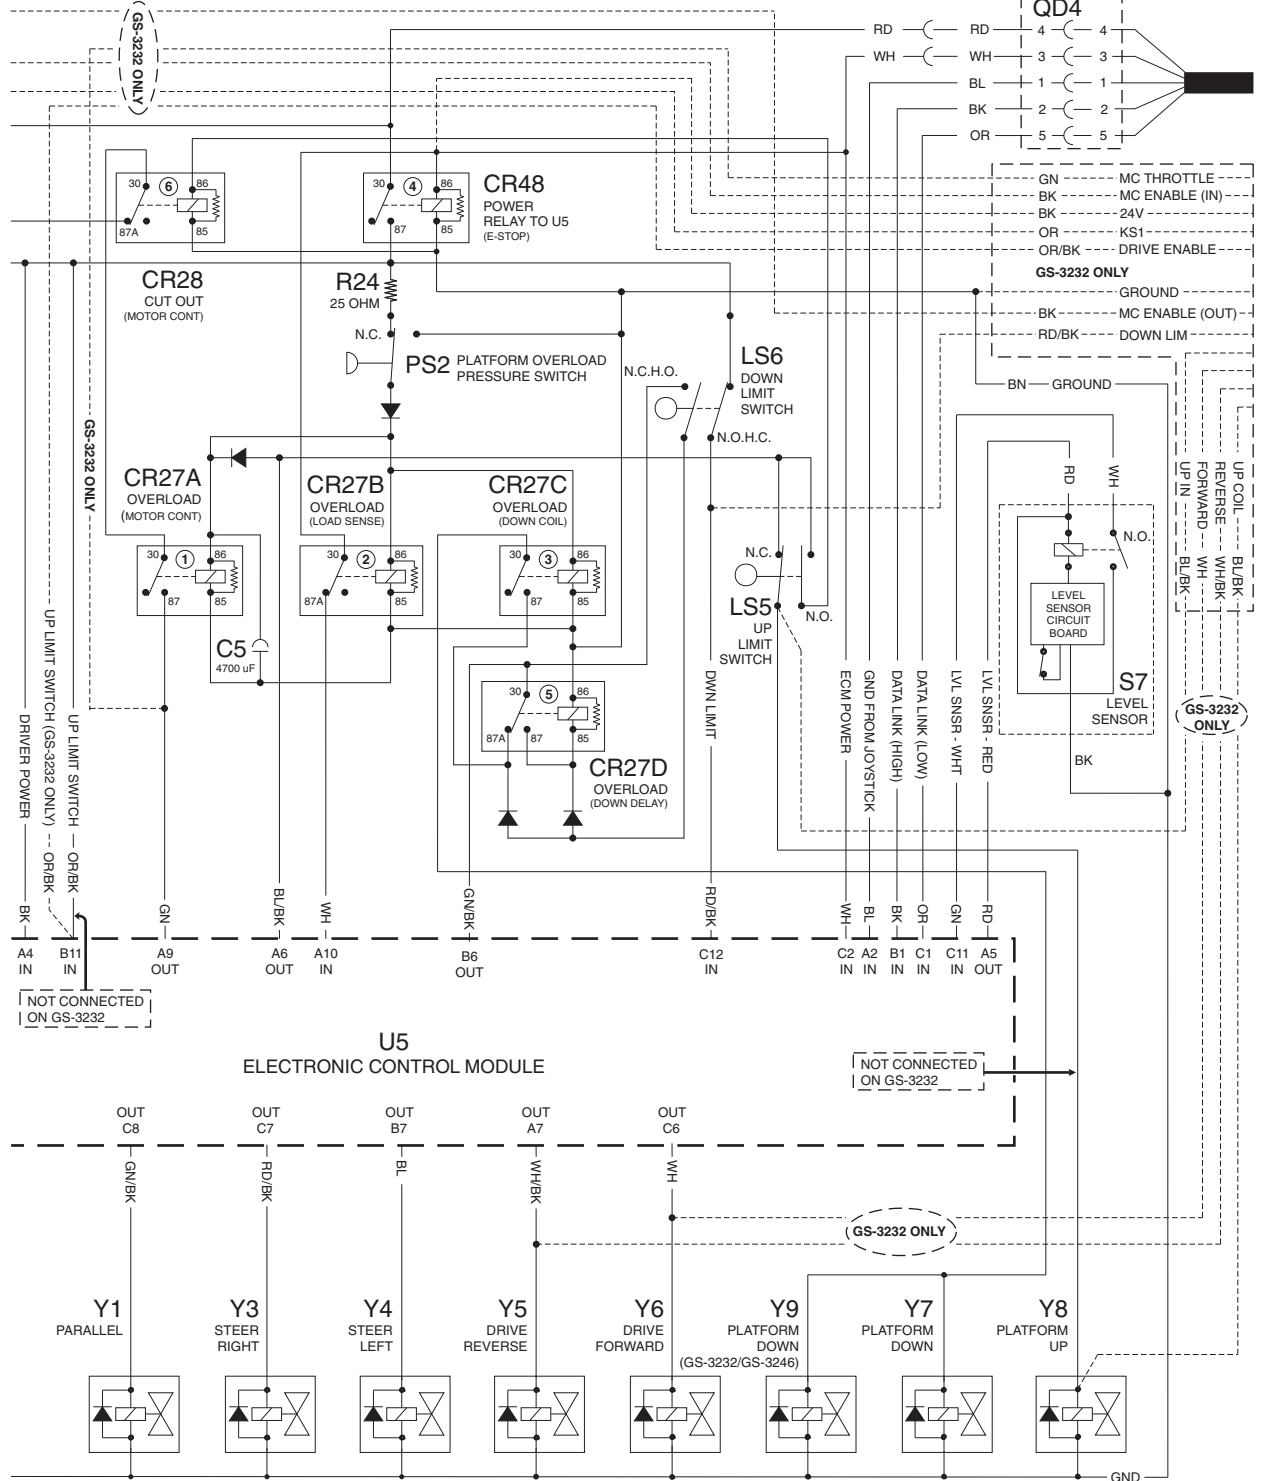 GS-3232 ONLY
QD4
RD
RD
4
4
WH
WH
3
3
BL
1
1
BK
2
2
OR
5
5
GN
MC THROTTLE
BK
MC ENABLE (IN)
BK
24V
OR
KS1
OR/BK
DRIVE ENABLE
GS-3232 ONLY
GROUND
BK
MC ENABLE (OUT)
RD/BK
DOWN LIM
30
6
86
87A
85
CR28
CUT OUT
(MOTOR CONT)
30
4
86
87
85
CR48
POWER
RELAY TO U5
(E-STOP)
R24
25 OHM
N.C.
PS2
PLATFORM OVERLOAD
PRESSURE SWITCH
N.C.H.O.
LS6
DOWN
LIMIT
SWITCH
N.O.H.C.
BN
GROUND
GS-3232 ONLY
CR27A
OVERLOAD
(MOTOR CONT)
30
1
86
87
85
C5
4700 uF
CR27B
OVERLOAD
(LOAD SENSE)
30
2
86
87A
85
CR27C
OVERLOAD
(DOWN COIL)
30
3
86
87
85
30
5
86
87A
87
85
CR27D
OVERLOAD
(DOWN DELAY)
N.C.
LS5
UP
LIMIT
SWITCH
N.O.
RD
WH
N.O.
LEVEL
SENSOR
CIRCUIT
BOARD
S7
LEVEL
SENSOR
BK
UP IN
BL/BK
FORWARD
WH
REVERSE
WH/BK
UP COIL
BL/BK
GS-3232
ONLY
DRIVER POWER
BK
UP LIMIT SWITCH (GS-3232 ONLY)
OR/BK
UP LIMIT SWITCH
OR/BK
GN
BL/BK
WH
GN/BK
DWN LIMIT
RD/BK
ECM POWER
WH
GND FROM JOYSTICK
BL
DATA LINK (HIGH)
BK
DATA LINK (LOW)
OR
LVL SNSR - WHT
GN
LVL SNSR - RED
RD
A4
IN
B11
IN
A9
OUT
A6
OUT
A10
IN
B6
OUT
C12
IN
C2
IN
A2
IN
B1
IN
C1
IN
C11
IN
A5
OUT
NOT CONNECTED
ON GS-3232
U5
ELECTRONIC CONTROL MODULE
NOT CONNECTED
ON GS-3232
OUT
C8
OUT
C7
OUT
B7
OUT
A7
OUT
C6
GN/BK
RD/BK
BL
WH/BK
WH
GS-3232 ONLY
Y1
PARALLEL
Y3
STEER
RIGHT
Y4
STEER
LEFT
Y5
DRIVE
REVERSE
Y6
DRIVE
FORWARD
Y9
PLATFORM
DOWN
(GS-3232/GS-3246)
Y7
PLATFORM
DOWN
Y8
PLATFORM
UP
GND